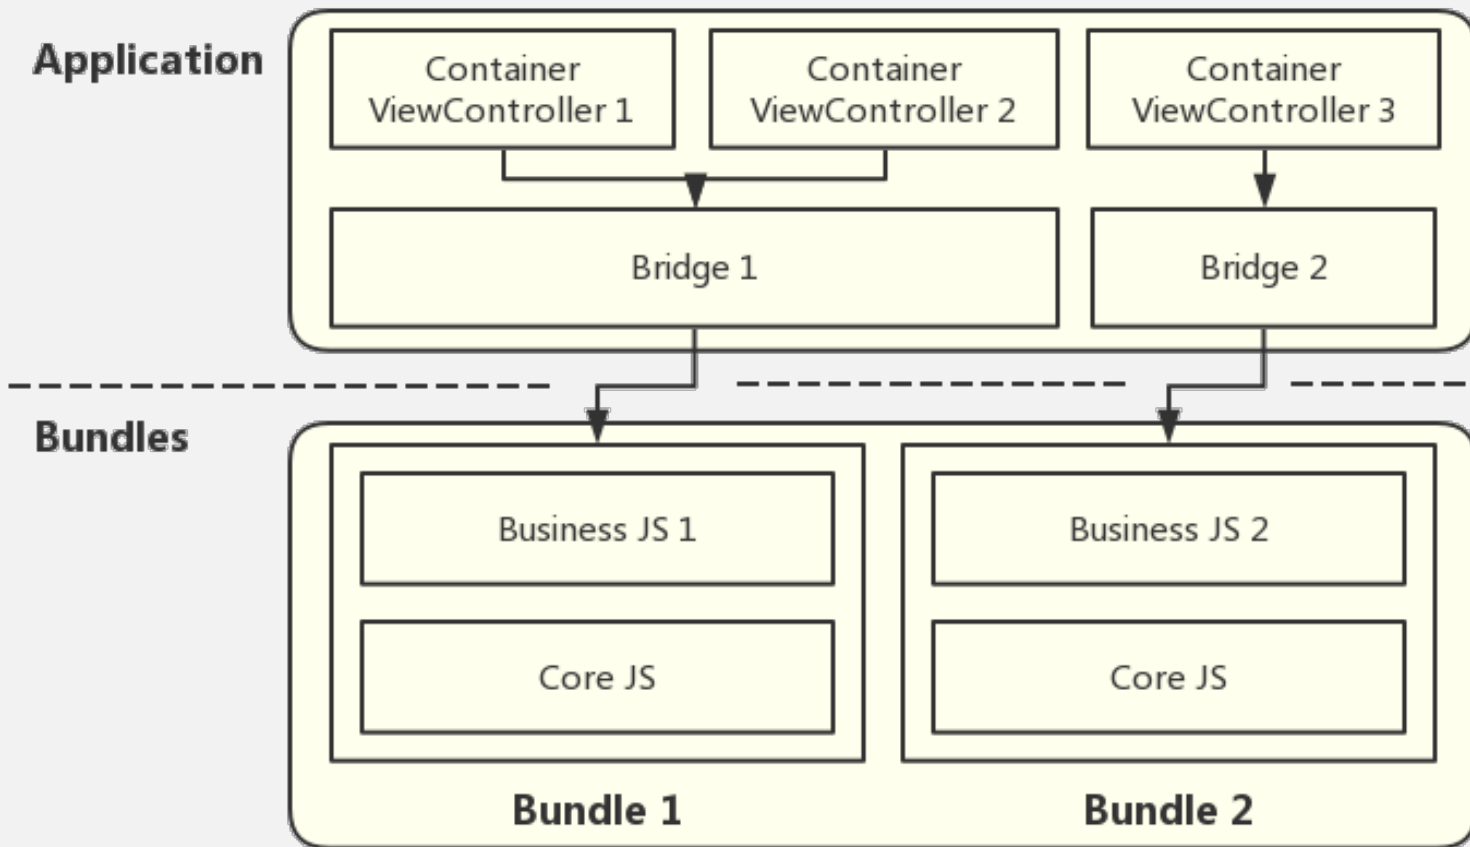 Application
Container
ViewController 1
Container
ViewController 2
Container
ViewController 3
Bridge 1
Bridge 2
Bundles
Business JS 1
Business JS 2
Core JS
Core JS
Bundle 1
Bundle 2